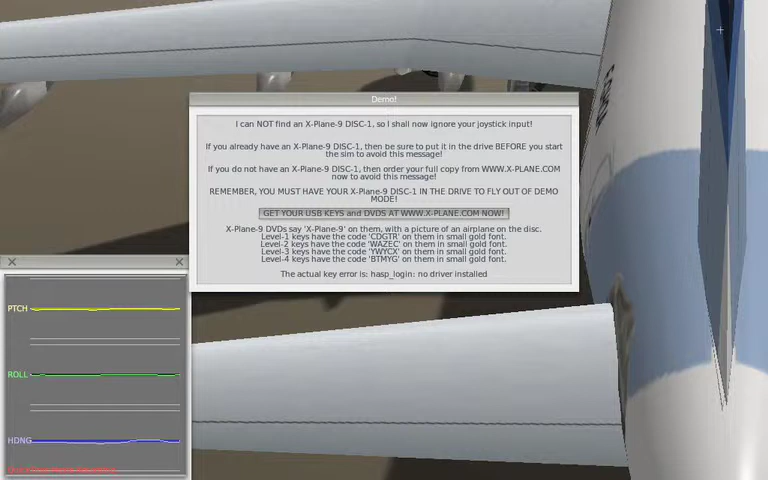 Demo!
I can NOT find an X-Plane-9 DISC-1, so I shall now ignore your joystick input!
If you already have an X-Plane-9 DISC-1, then be sure to put it in the drive BEFORE you start
the sim to avoid this message!
If you do not have an X-Plane-9 DISC-1, then order your full copy from WWW.X-PLANE.COM
now to avoid this message!
REMEMBER, YOU MUST HAVE YOUR X-Plane-9 DISC-1 IN THE DRIVE TO FLY OUT OF DEMO
MODE!
GET YOUR USB KEYS and DVDS AT WWW.X-PLANE.COM NOW!
X-Plane-9 DVDs say 'X-Plane-9' on them, with a picture of an airplane on the disc.
Level-1 keys have the code 'CDGTR' on them in small gold font.
Level-2 keys have the code 'WAZEC' on them in small gold font.
Level-3 keys have the code 'YWYCX' on them in small gold font.
Level-4 keys have the code 'BTMYG' on them in small gold font.
The actual key error is: hasp_login: no driver installed
PTCH
ROLL
HDNG